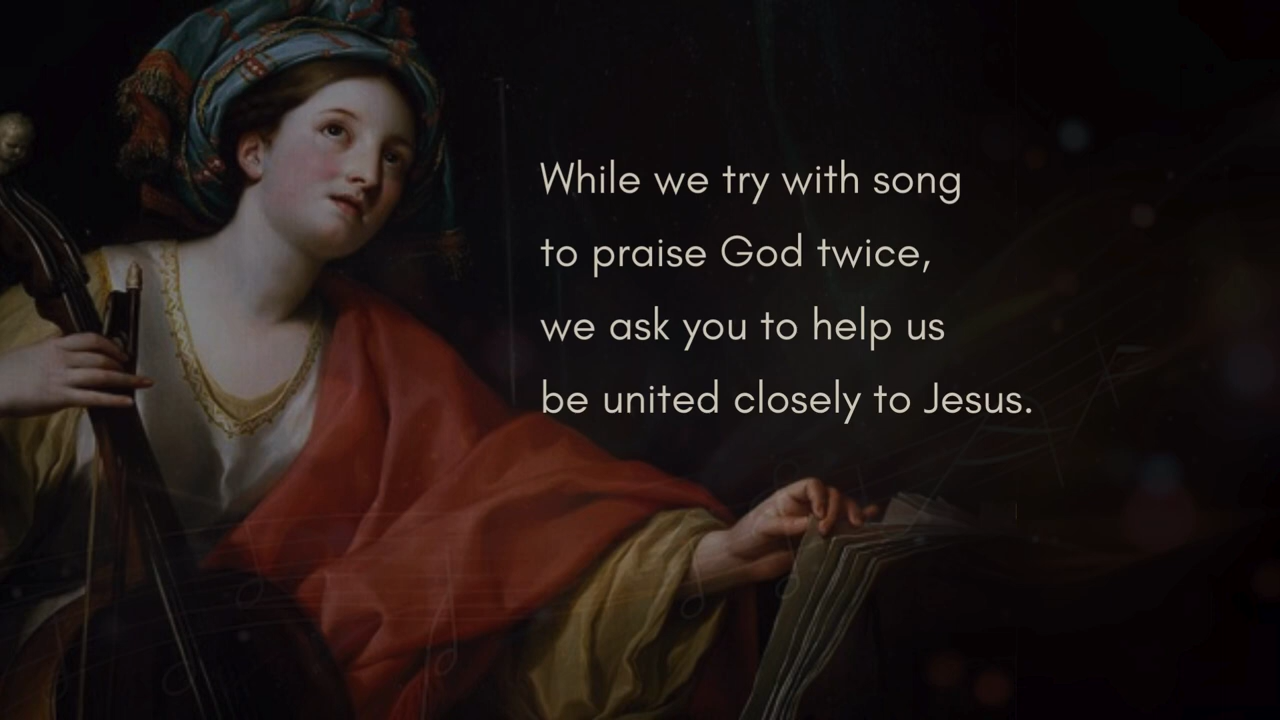 While we try with song
to praise God twice,
we ask you to help us
be united closely to Jesus.